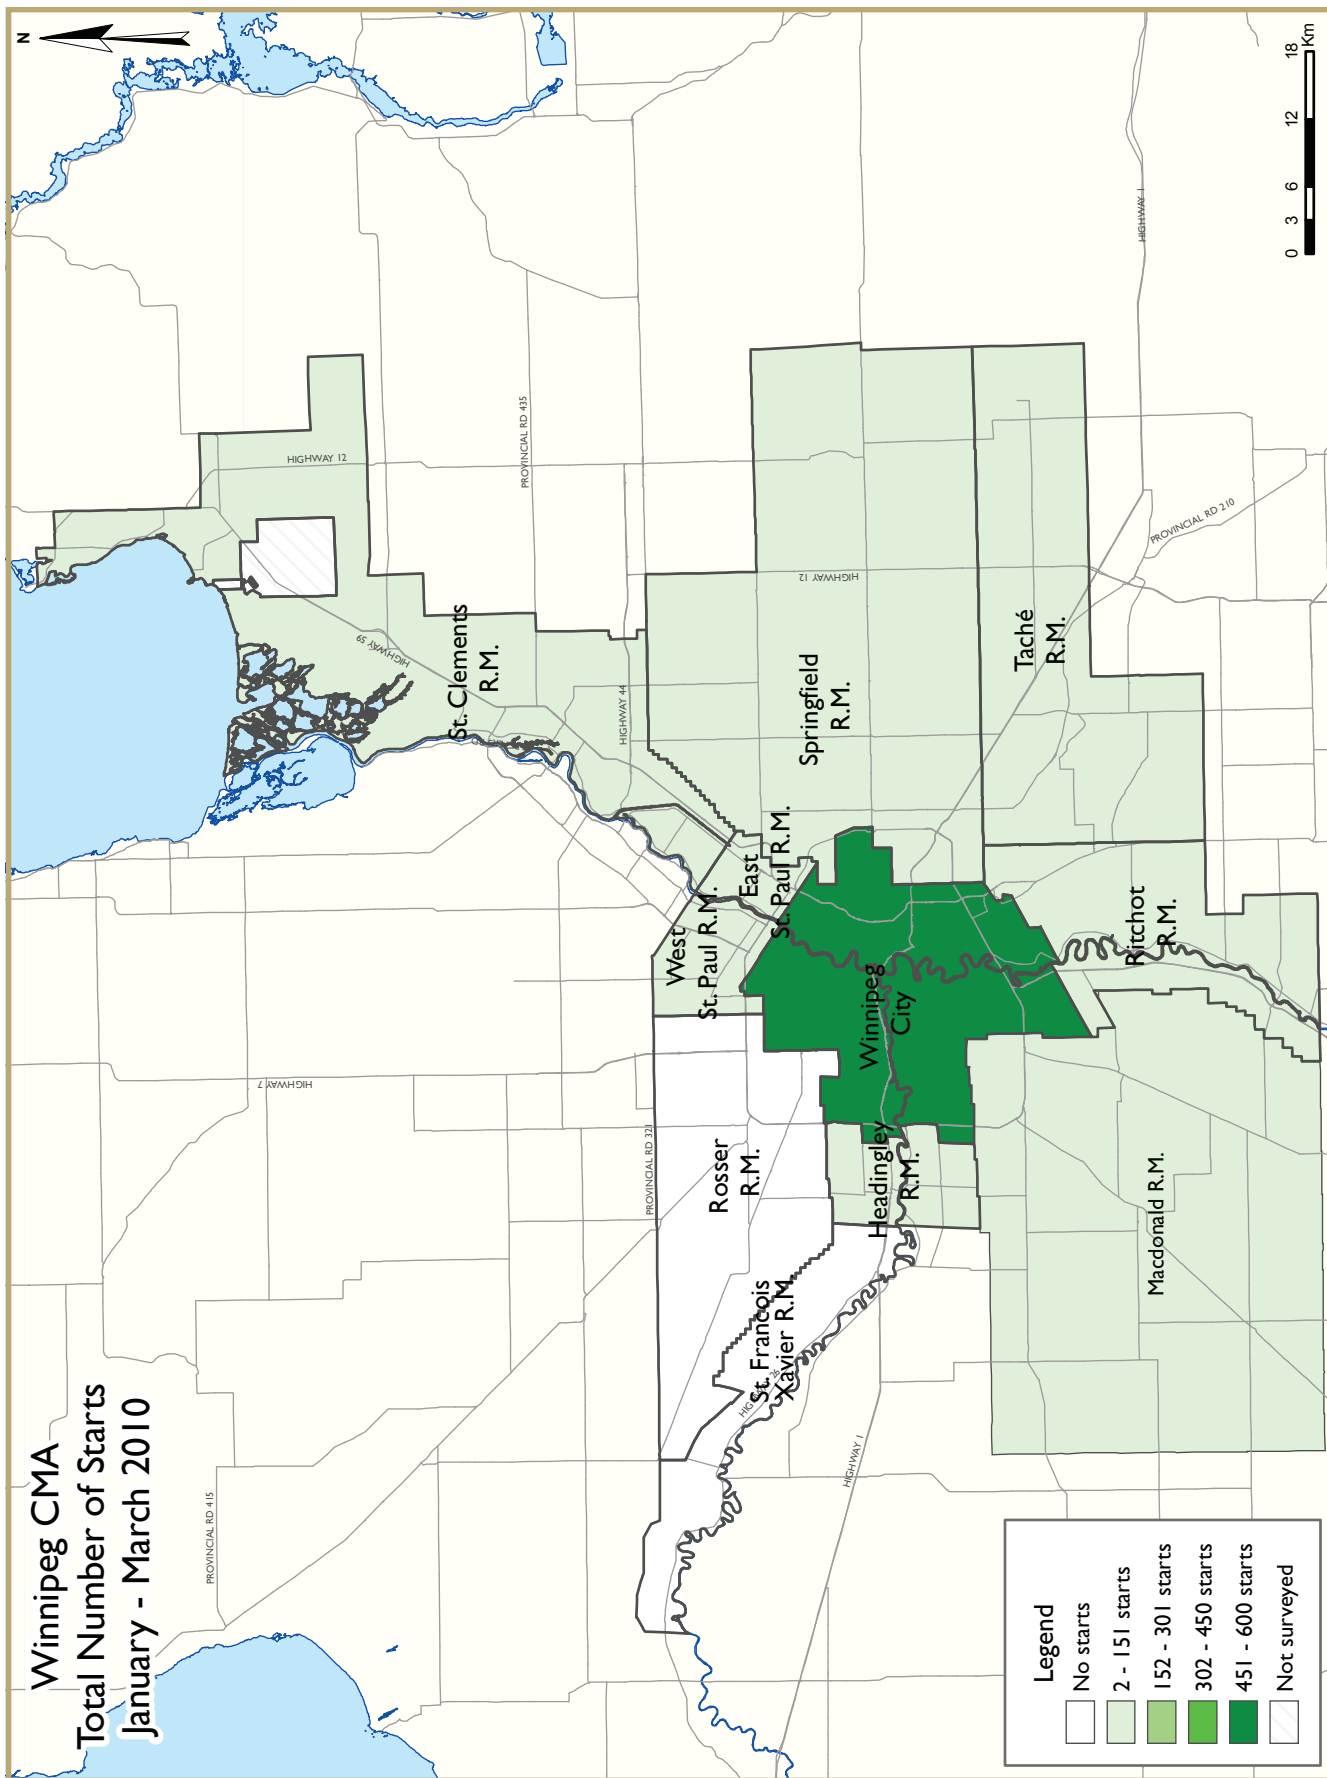 Winnipeg CMA
Total Number of Starts
January - March 2010
N
PROVINCIAL RD 415
HIGHWAY 7
PROVINCIAL RD 321
HIGHWAY 12
PROVINCIAL RD 435
HIGHWAY 59
St. Clements
R.M.
HIGHWAY 44
West
St. Paul R.M.
East
St. Paul R.M.
Springfield
R.M.
HIGHWAY 12
Rosser
R.M.
St. Francois
Xavier R.M.
HIGHWAY 1
Headingley
R.M.
Winnipeg
City
Taché
R.M.
Ritchot
R.M.
Macdonald R.M.
HIGHWAY 1
PROVINCIAL RD 210
Legend
No starts
2 - 151 starts
152 - 301 starts
302 - 450 starts
451 - 600 starts
Not surveyed
0 3 6 12 18
Km